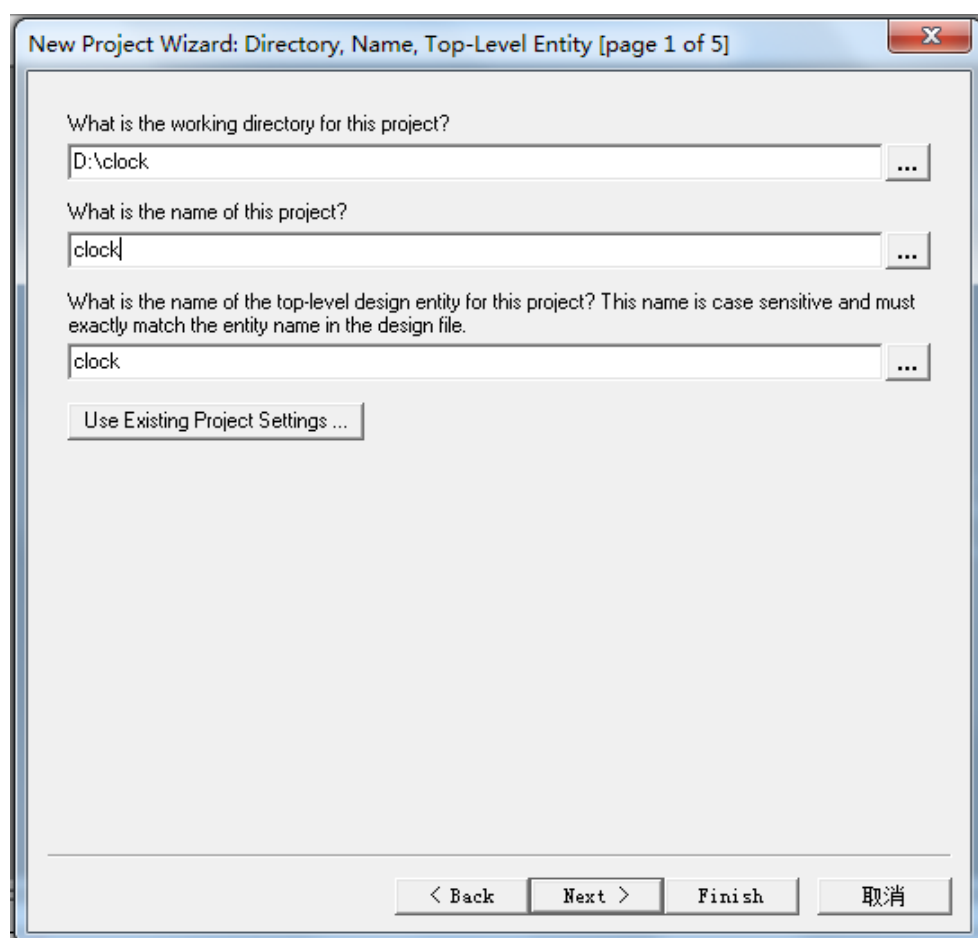 New Project Wizard: Directory, Name, Top-Level Entity [page 1 of 5]
What is the working directory for this project?
D:\clock
...
What is the name of this project?
clock
...
What is the name of the top-level design entity for this project? This name is case sensitive and must
exactly match the entity name in the design file.
clock
...
Use Existing Project Settings ...
< Back
Next >
Finish
取消